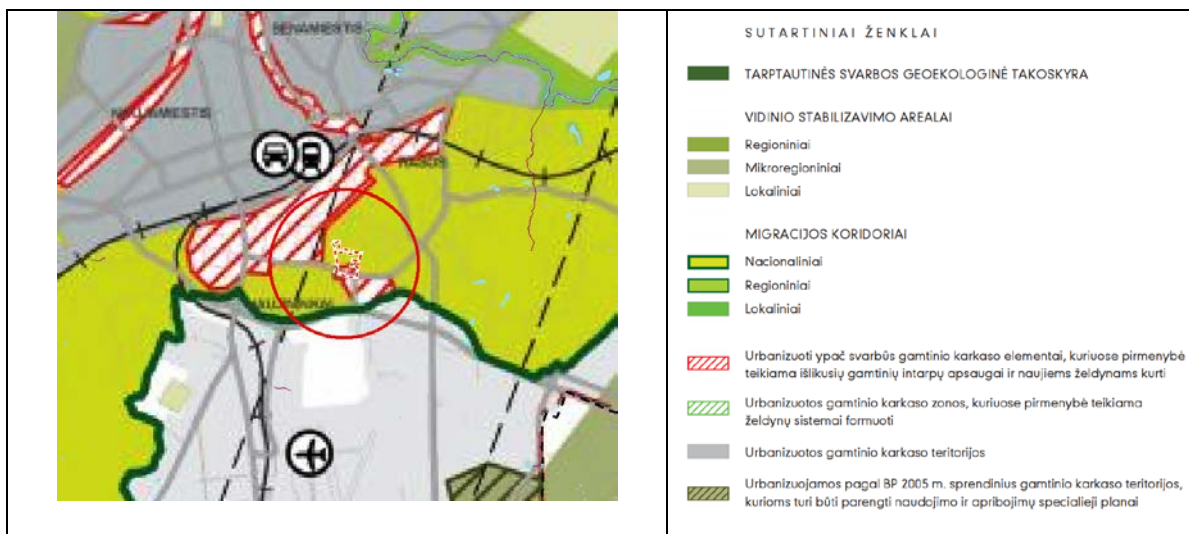 SENAMIESTIS
NAUJAMIESTIS
RASOS
NAUJININKAI
SUTARTINIAI ŽENKLAI
TARPTAUTINĖS SVARBOS GEOEKOLOGINĖ TAKOSKYRA
VIDINIO STABILIZAVIMO AREALAI
Regioniniai
Mikroregioniniai
Lokaliniai
MIGRACIJOS KORIDORIAI
Nacionaliniai
Regioniniai
Lokaliniai
Urbanizuoti ypač svarbūs gamtinio karkaso elementai, kuriuose pirmenybė
teikiama išlikusių gamtinių intarpų apsaugai ir naujiems želdynams kurti
Urbanizuotos gamtinio karkaso zonos, kuriuose pirmenybė teikiama
želdynų sistemai formuoti
Urbanizuotos gamtinio karkaso teritorijos
Urbanizuojamos pagal BP 2005 m. sprendinius gamtinio karkaso teritorijos,
kurioms turi būti parengti naudojimo ir apribojimų specialieji planai